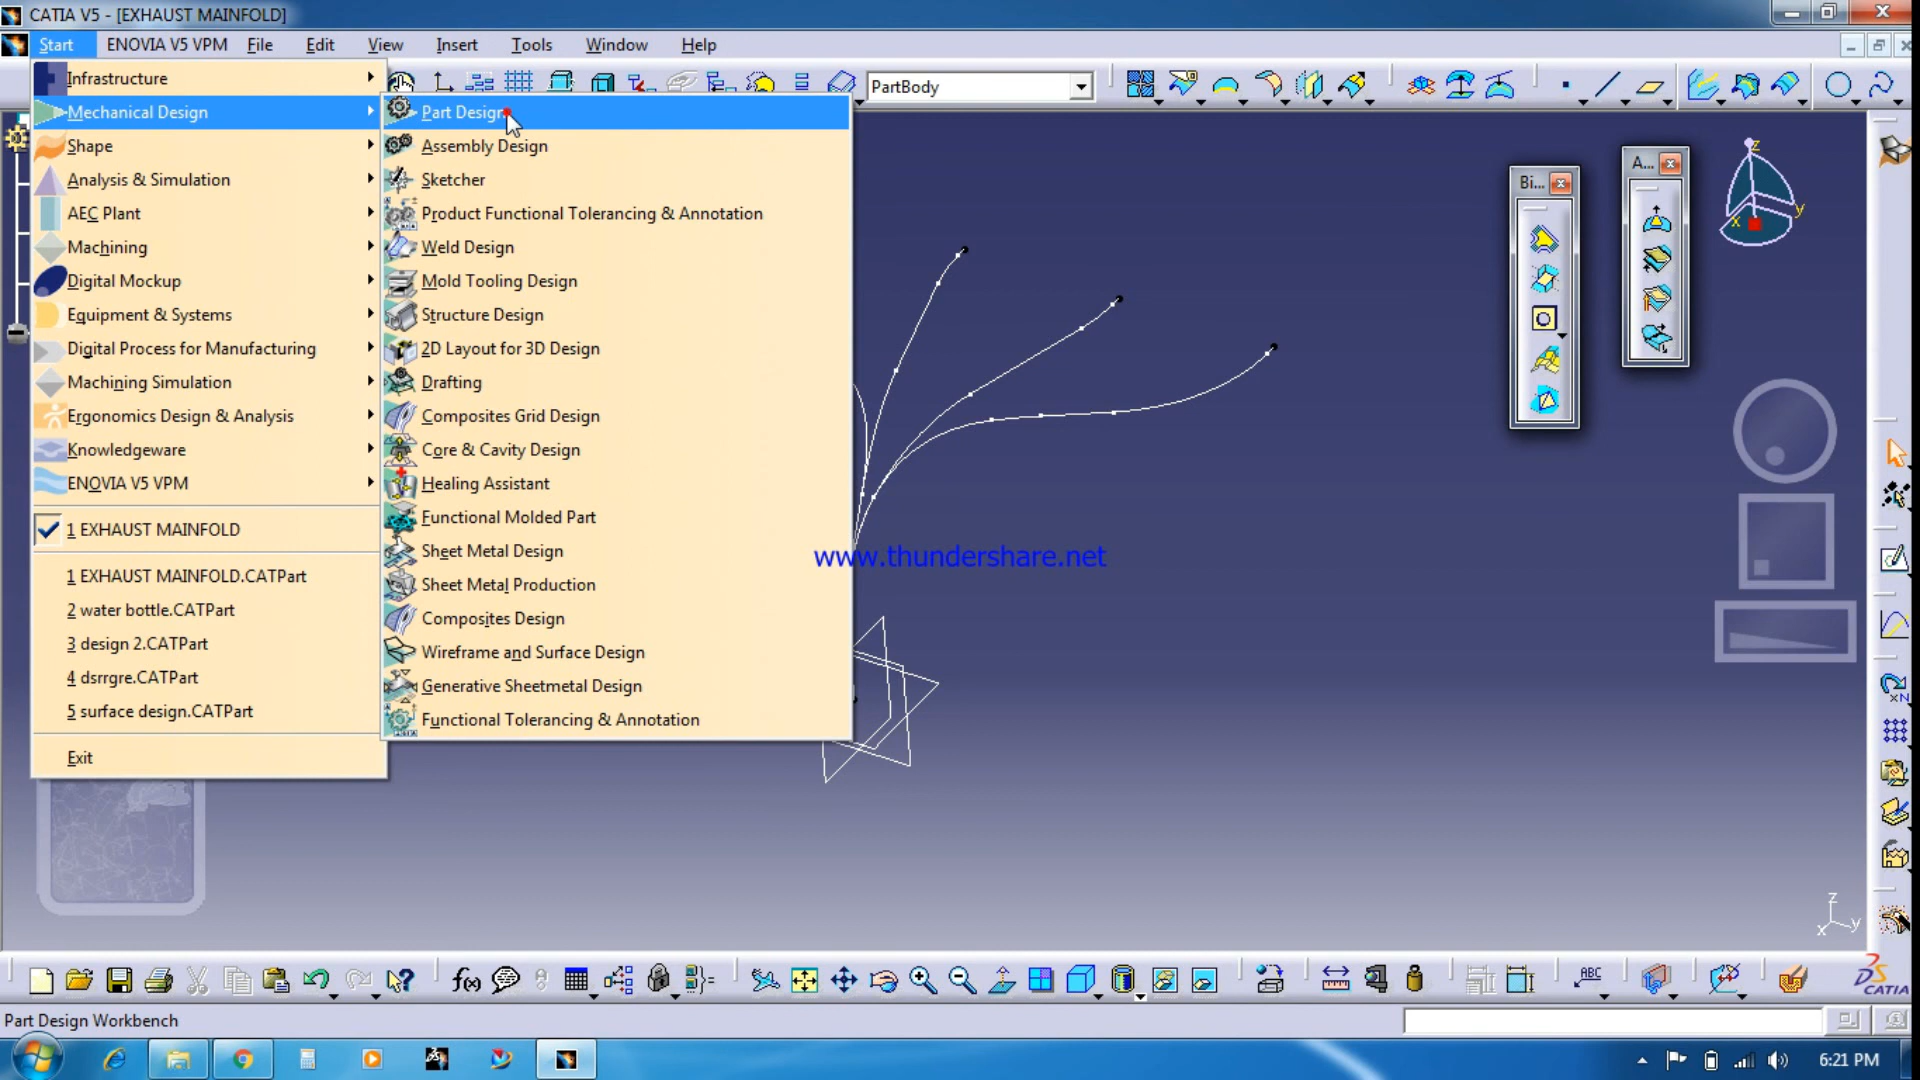 CATIA V5 - [EXHAUST MAINFOLD]
Start ENOVIA V5 VPM File Edit View Insert Tools Window Help
PartBody
Infrastructure
Mechanical Design
Shape
Analysis & Simulation
AEC Plant
Machining
Digital Mockup
Equipment & Systems
Digital Process for Manufacturing
Machining Simulation
Ergonomics Design & Analysis
Knowledgeware
ENOVIA V5 VPM
1 EXHAUST MAINFOLD
1 EXHAUST MAINFOLD.CATPart
2 water bottle.CATPart
3 design 2.CATPart
4 dsrrgre.CATPart
5 surface design.CATPart
Exit
Part Design
Assembly Design
Sketcher
Product Functional Tolerancing & Annotation
Weld Design
Mold Tooling Design
Structure Design
2D Layout for 3D Design
Drafting
Composites Grid Design
Core & Cavity Design
Healing Assistant
Functional Molded Part
Sheet Metal Design
Sheet Metal Production
Composites Design
Wireframe and Surface Design
Generative Sheetmetal Design
Functional Tolerancing & Annotation
Bi...
A...
z
y
x
www.thundershare.net
z
x y
f(x)
ABC
CATIA
Part Design Workbench
6:21 PM